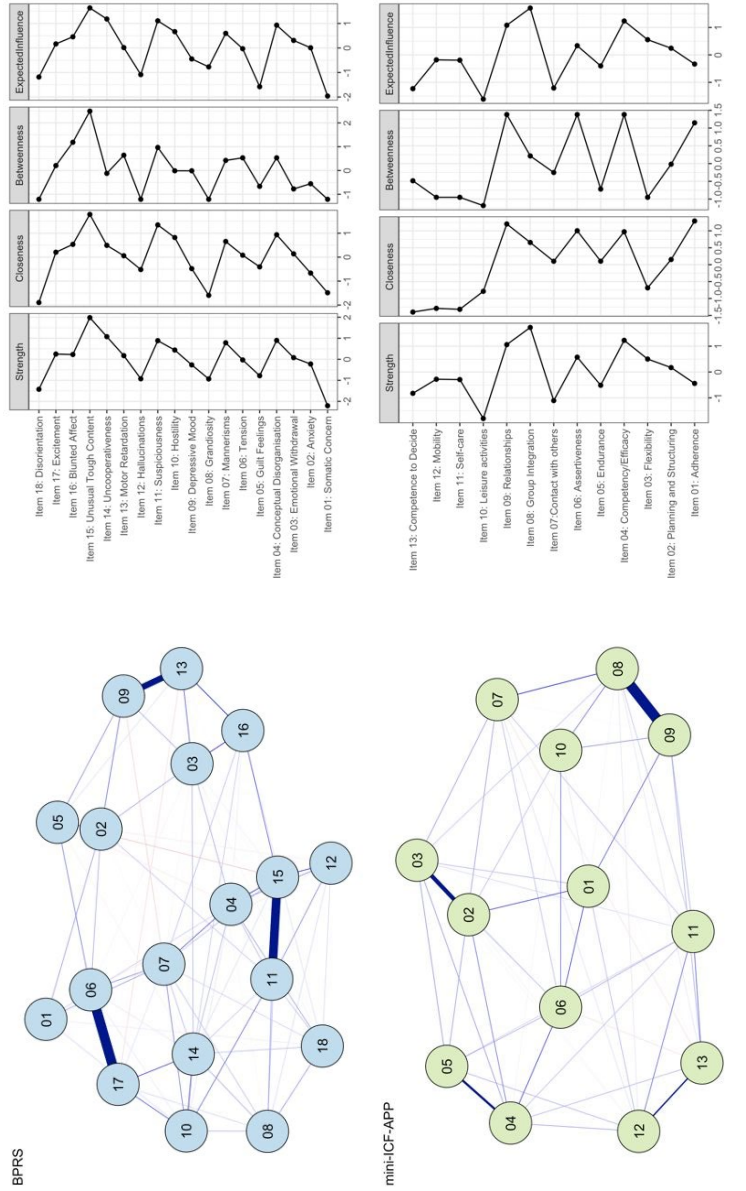 BPRS
01
05
09
17
06
02
13
10
14
07
03
16
08
11
04
15
18
12
Strength
Closeness
Betweenness
ExpectedInfluence
Item 18: Disorientation
Item 17: Excitement
Item 16: Blunted Affect
Item 15: Unusual Tough Content
Item 14: Uncooperativeness
Item 13: Motor Retardation
Item 12: Hallucinations
Item 11: Suspiciousness
Item 10: Hostility
Item 09: Depressive Mood
Item 08: Grandiosity
Item 07: Mannerisms
Item 06: Tension
Item 05: Guilt Feelings
Item 04: Conceptual Disorganisation
Item 03: Emotional Withdrawal
Item 02: Anxiety
Item 01: Somatic Concern
-2 -1 0 1 2
-2 -1 0 1
-1 0 1 2
-2 -1 0 1
mini-ICF-APP
05
03
07
04
02
10
08
06
01
09
12
13
11
Strength
Closeness
Betweenness
ExpectedInfluence
Item 13: Competence to Decide
Item 12: Mobility
Item 11: Self-care
Item 10: Leisure activities
Item 09: Relationships
Item 08: Group Integration
Item 07:Contact with others
Item 06: Assertiveness
Item 05: Endurance
Item 04: Competency/Efficacy
Item 03: Flexibility
Item 02: Planning and Structuring
Item 01: Adherence
-1 0 1
-1.5 -1.0 -0.5 0.0 0.5 1.0
-1.0 -0.5 0.0 0.5 1.0 1.5
-1 0 1